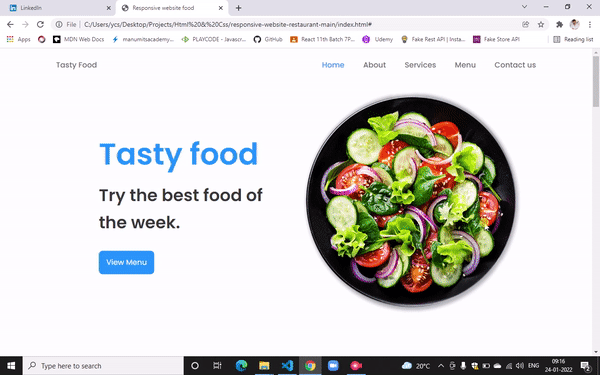 LinkedIn
Responsive website food
File
C:/Users/ycs/Desktop/Projects/Html%20&%20Css/responsive-website-restaurant-main/index.html#
Apps
MDN Web Docs
manumitsacademy...
PLAYCODE - Javascri...
GitHub
React 11th Batch 7P...
Udemy
Fake Rest API | Insta...
Fake Store API
Reading list
Tasty Food
Home
About
Services
Menu
Contact us
Tasty food
Try the best food of
the week.
View Menu
Type here to search
20°C
ENG
09:16
24-01-2022